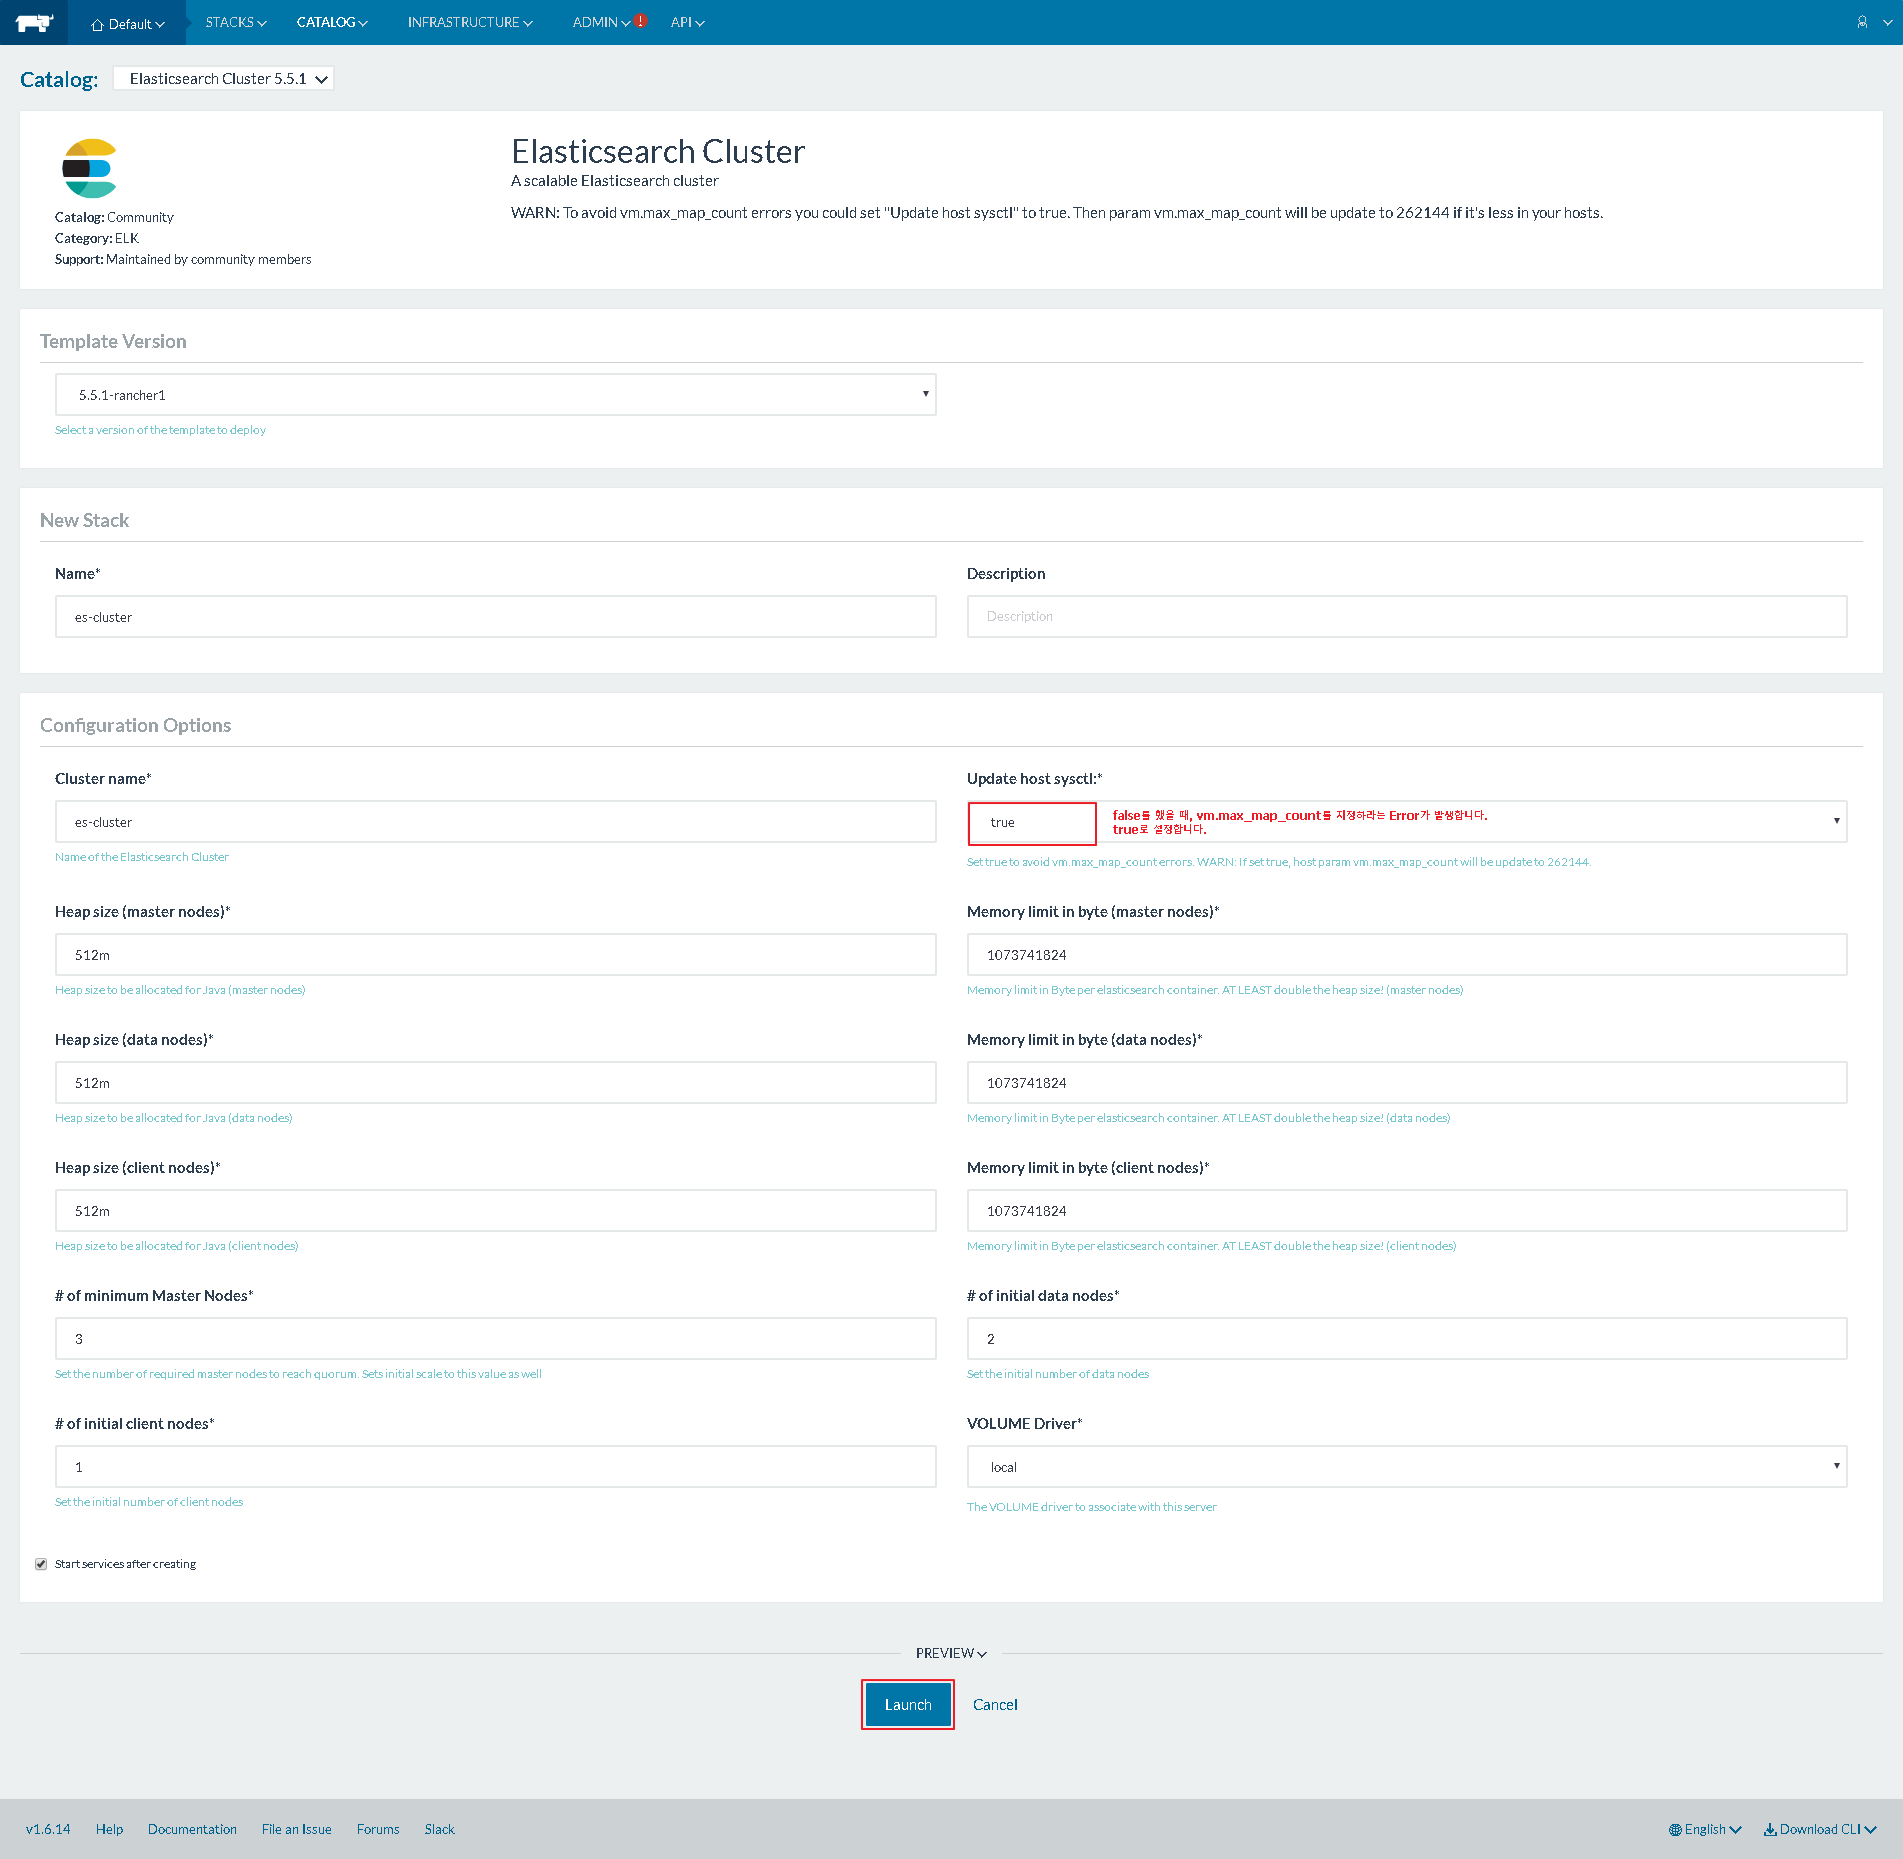 Default STACKS CATALOG INFRASTRUCTURE ADMIN ! API
Catalog: Elasticsearch Cluster 5.5.1
Elasticsearch Cluster
A scalable Elasticsearch cluster
WARN: To avoid vm.max_map_count errors you could set "Update host sysctl" to true. Then param vm.max_map_count will be update to 262144 if it's less in your hosts.
Catalog: Community
Category: ELK
Support: Maintained by community members
Template Version
5.5.1-rancher1
Select a version of the template to deploy
New Stack
Name* Description
es-cluster Description
Configuration Options
Cluster name* Update host sysctl:*
es-cluster true
false를 했을 때, vm.max_map_count를 지정하라는 Error가 발생합니다.
true로 설정합니다.
Name of the Elasticsearch Cluster Set true to avoid vm.max_map_count errors. WARN: If set true, host param vm.max_map_count will be update to 262144.
Heap size (master nodes)* Memory limit in byte (master nodes)*
512m 1073741824
Heap size to be allocated for Java (master nodes) Memory limit in Byte per elasticsearch container. AT LEAST double the heap size! (master nodes)
Heap size (data nodes)* Memory limit in byte (data nodes)*
512m 1073741824
Heap size to be allocated for Java (data nodes) Memory limit in Byte per elasticsearch container. AT LEAST double the heap size! (data nodes)
Heap size (client nodes)* Memory limit in byte (client nodes)*
512m 1073741824
Heap size to be allocated for Java (client nodes) Memory limit in Byte per elasticsearch container. AT LEAST double the heap size! (client nodes)
# of minimum Master Nodes* # of initial data nodes*
3 2
Set the number of required master nodes to reach quorum. Sets initial scale to this value as well Set the initial number of data nodes
# of initial client nodes* VOLUME Driver*
1 local
Set the initial number of client nodes The VOLUME driver to associate with this server
Start services after creating
PREVIEW
Launch Cancel
v1.6.14 Help Documentation File an Issue Forums Slack English Download CLI